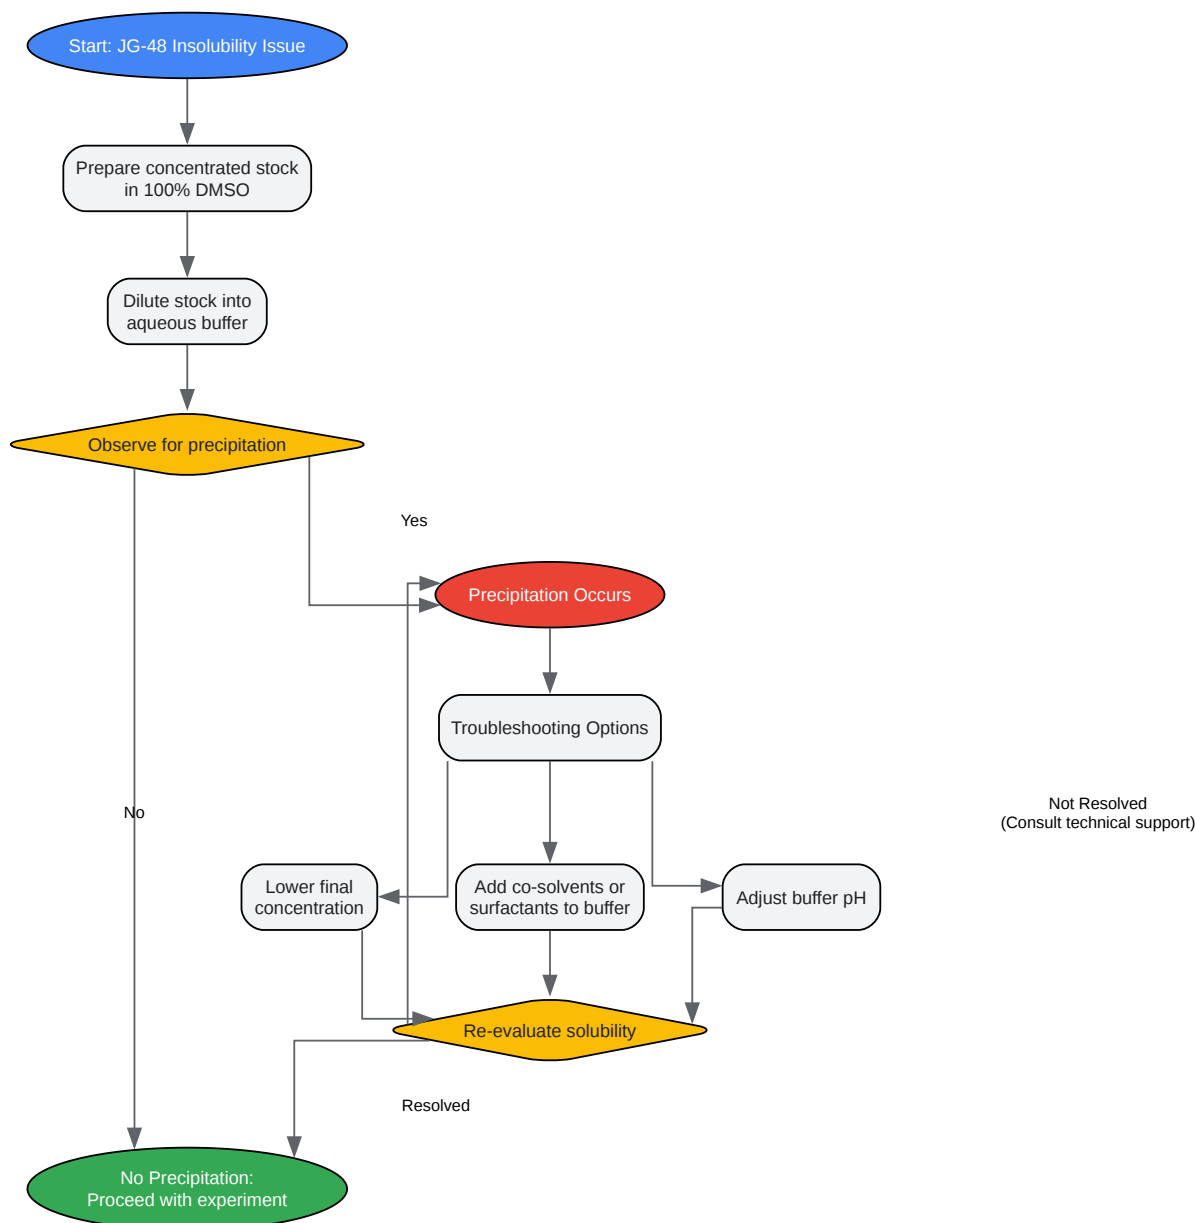 Start: JG-48 Insolubility Issue
Prepare concentrated stock
in 100% DMSO
Dilute stock into
aqueous buffer
Observe for precipitation
Yes
Precipitation Occurs
Troubleshooting Options
No
Not Resolved
(Consult technical support)
Lower final
concentration
Add co-solvents or
surfactants to buffer
Adjust buffer pH
Re-evaluate solubility
Resolved
No Precipitation:
Proceed with experiment